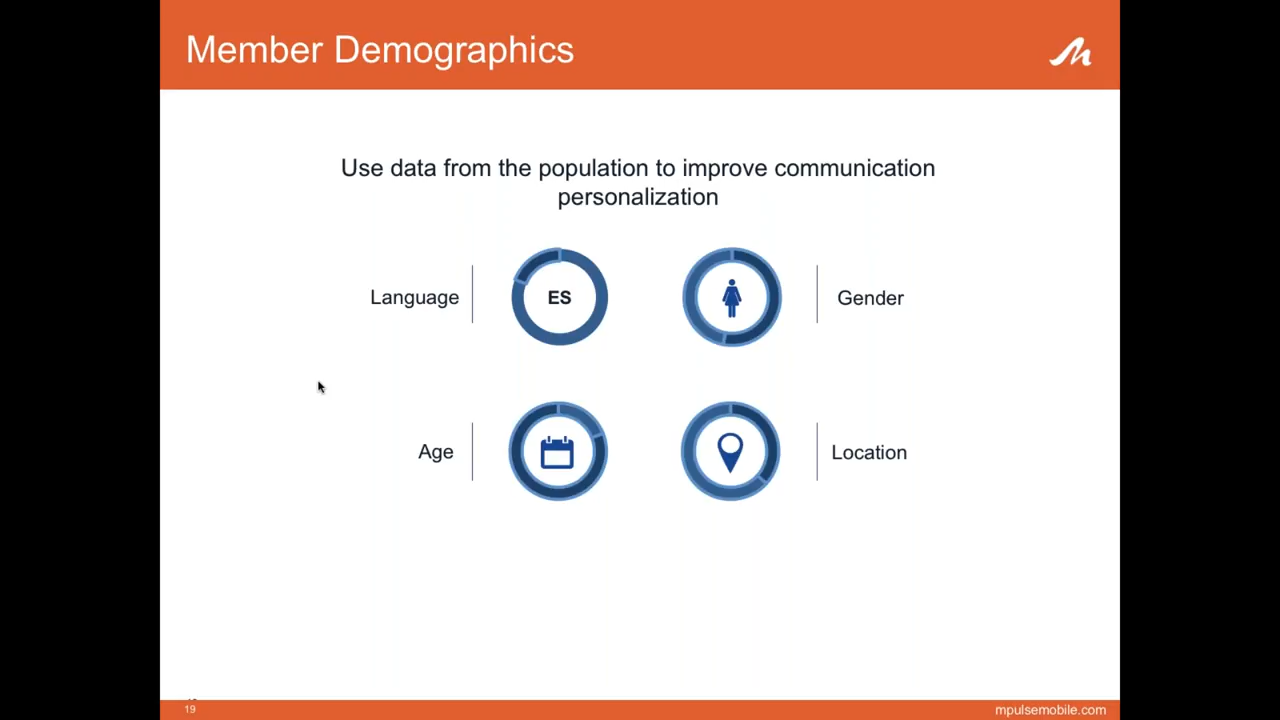 Member Demographics
Use data from the population to improve communication
personalization
Language
ES
Gender
Age
Location
19
mpulsemobile.com